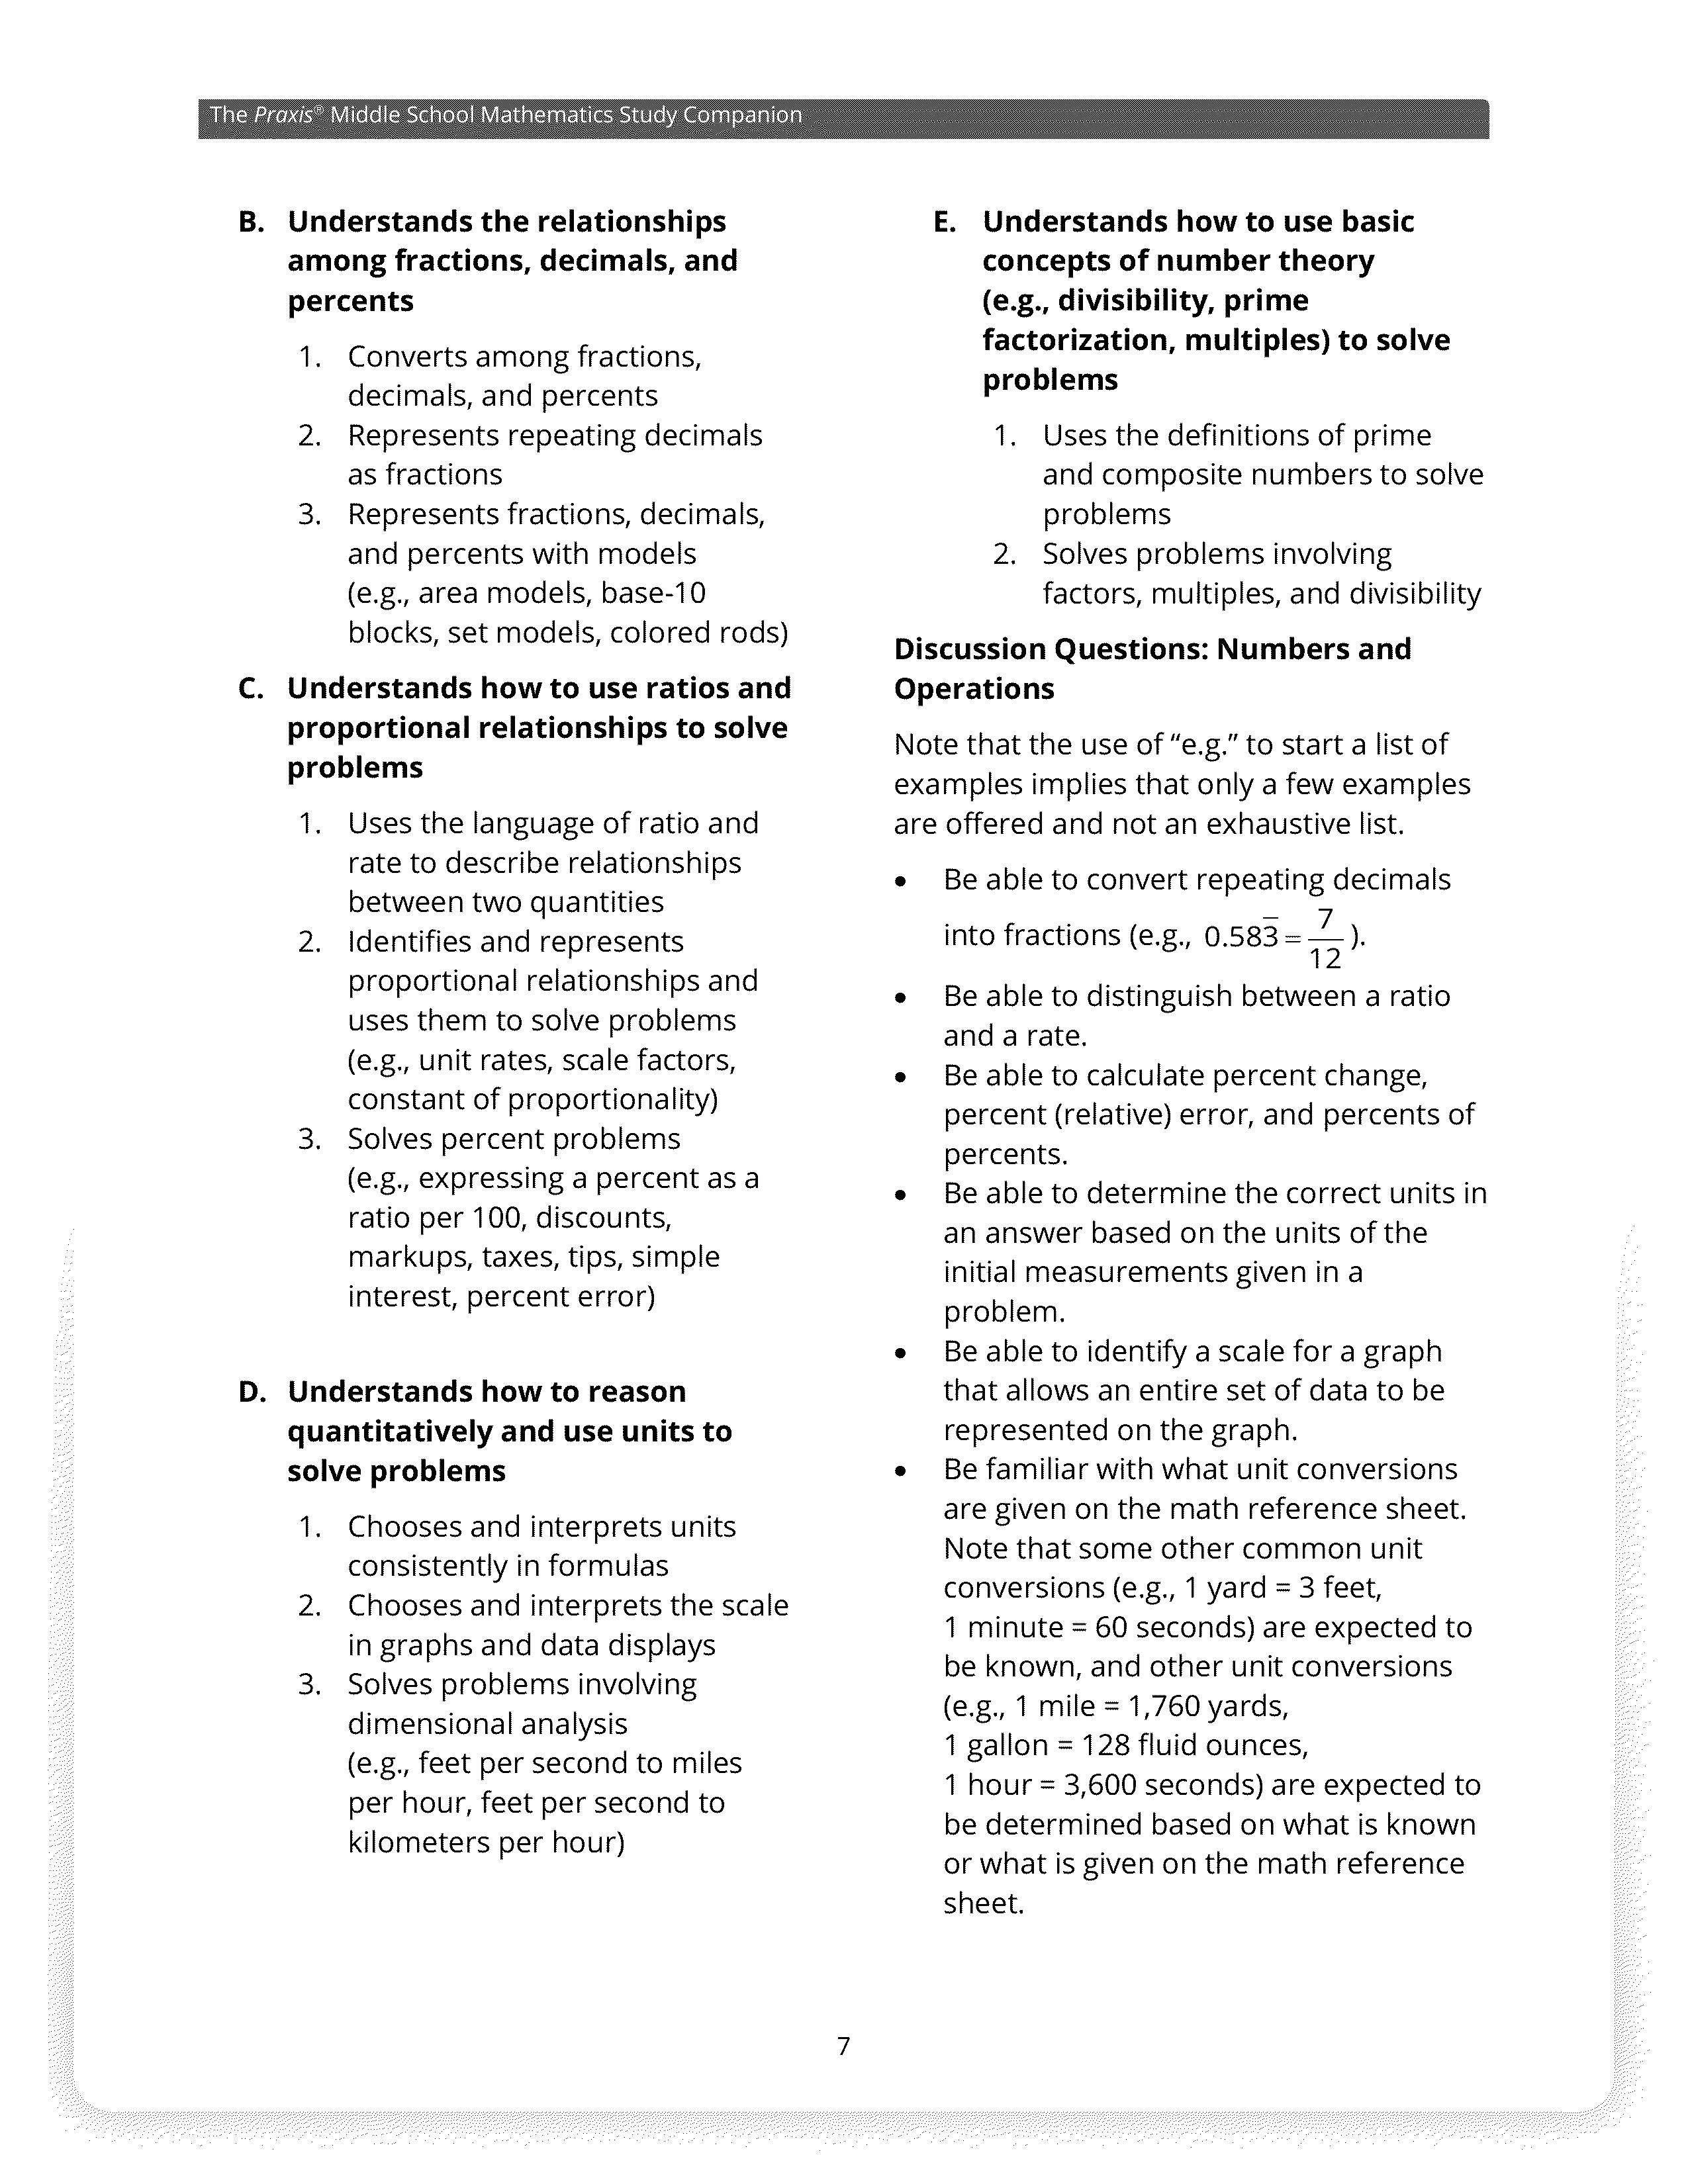 The Praxis® Middle School Mathematics Study Companion
B. Understands the relationships
among fractions, decimals, and
percents
1. Converts among fractions,
decimals, and percents
2. Represents repeating decimals
as fractions
3. Represents fractions, decimals,
and percents with models
(e.g., area models, base-10
blocks, set models, colored rods)
C. Understands how to use ratios and
proportional relationships to solve
problems
1. Uses the language of ratio and
rate to describe relationships
between two quantities
2. Identifies and represents
proportional relationships and
uses them to solve problems
(e.g., unit rates, scale factors,
constant of proportionality)
3. Solves percent problems
(e.g., expressing a percent as a
ratio per 100, discounts,
markups, taxes, tips, simple
interest, percent error)
D. Understands how to reason
quantitatively and use units to
solve problems
1. Chooses and interprets units
consistently in formulas
2. Chooses and interprets the scale
in graphs and data displays
3. Solves problems involving
dimensional analysis
(e.g., feet per second to miles
per hour, feet per second to
kilometers per hour)
E. Understands how to use basic
concepts of number theory
(e.g., divisibility, prime
factorization, multiples) to solve
problems
1. Uses the definitions of prime
and composite numbers to solve
problems
2. Solves problems involving
factors, multiples, and divisibility
Discussion Questions: Numbers and
Operations
Note that the use of “e.g.” to start a list of
examples implies that only a few examples
are offered and not an exhaustive list.
• Be able to convert repeating decimals
into fractions (e.g., 0.583̅ = 7/12 ).
• Be able to distinguish between a ratio
and a rate.
• Be able to calculate percent change,
percent (relative) error, and percents of
percents.
• Be able to determine the correct units in
an answer based on the units of the
initial measurements given in a
problem.
• Be able to identify a scale for a graph
that allows an entire set of data to be
represented on the graph.
• Be familiar with what unit conversions
are given on the math reference sheet.
Note that some other common unit
conversions (e.g., 1 yard = 3 feet,
1 minute = 60 seconds) are expected to
be known, and other unit conversions
(e.g., 1 mile = 1,760 yards,
1 gallon = 128 fluid ounces,
1 hour = 3,600 seconds) are expected to
be determined based on what is known
or what is given on the math reference
sheet.
7